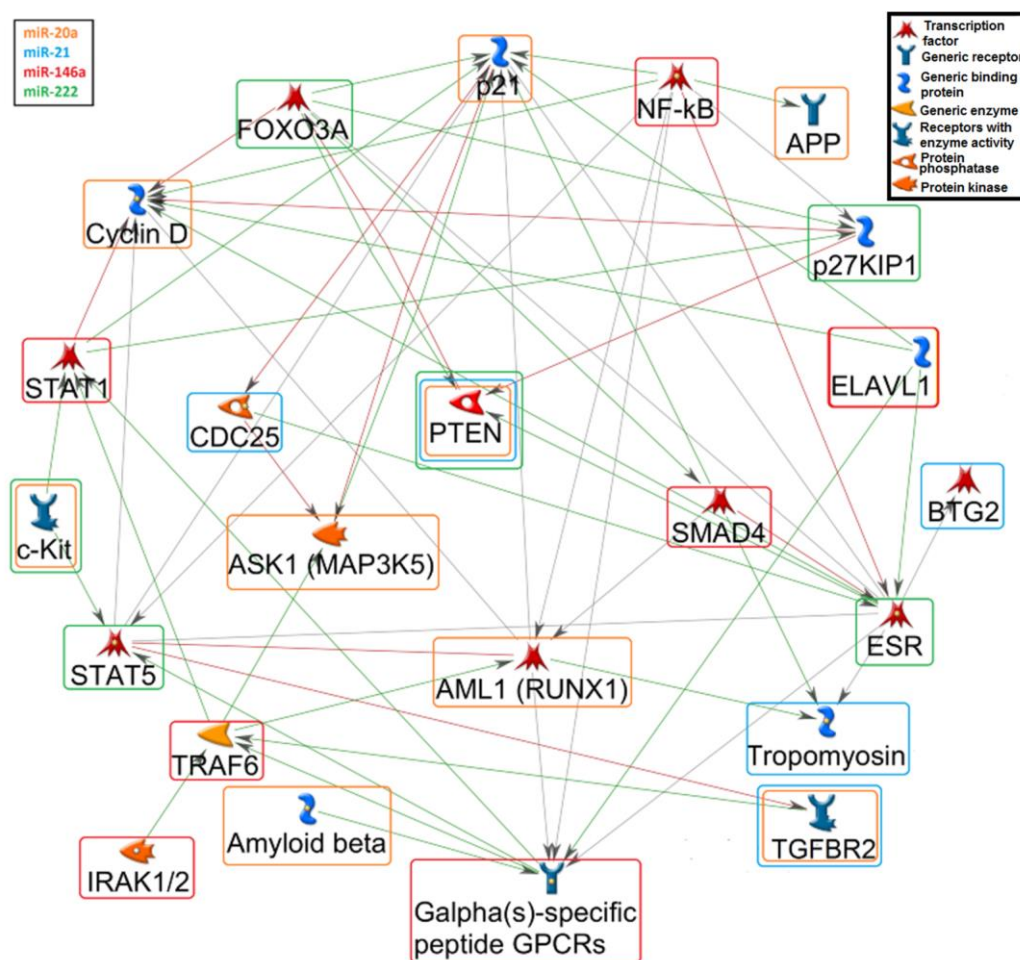 miR-20a
miR-21
miR-146a
miR-222
Transcription
factor
Generic receptor
Generic binding
protein
Generic enzyme
Receptors with
enzyme activity
Protein
phosphatase
Protein kinase
p21
NF-kB
FOXO3A
APP
Cyclin D
p27KIP1
STAT1
ELAVL1
CDC25
PTEN
BTG2
c-Kit
SMAD4
ASK1 (MAP3K5)
ESR
STAT5
AML1 (RUNX1)
Tropomyosin
TRAF6
Amyloid beta
TGFBR2
IRAK1/2
Galpha(s)-specific
peptide GPCRs